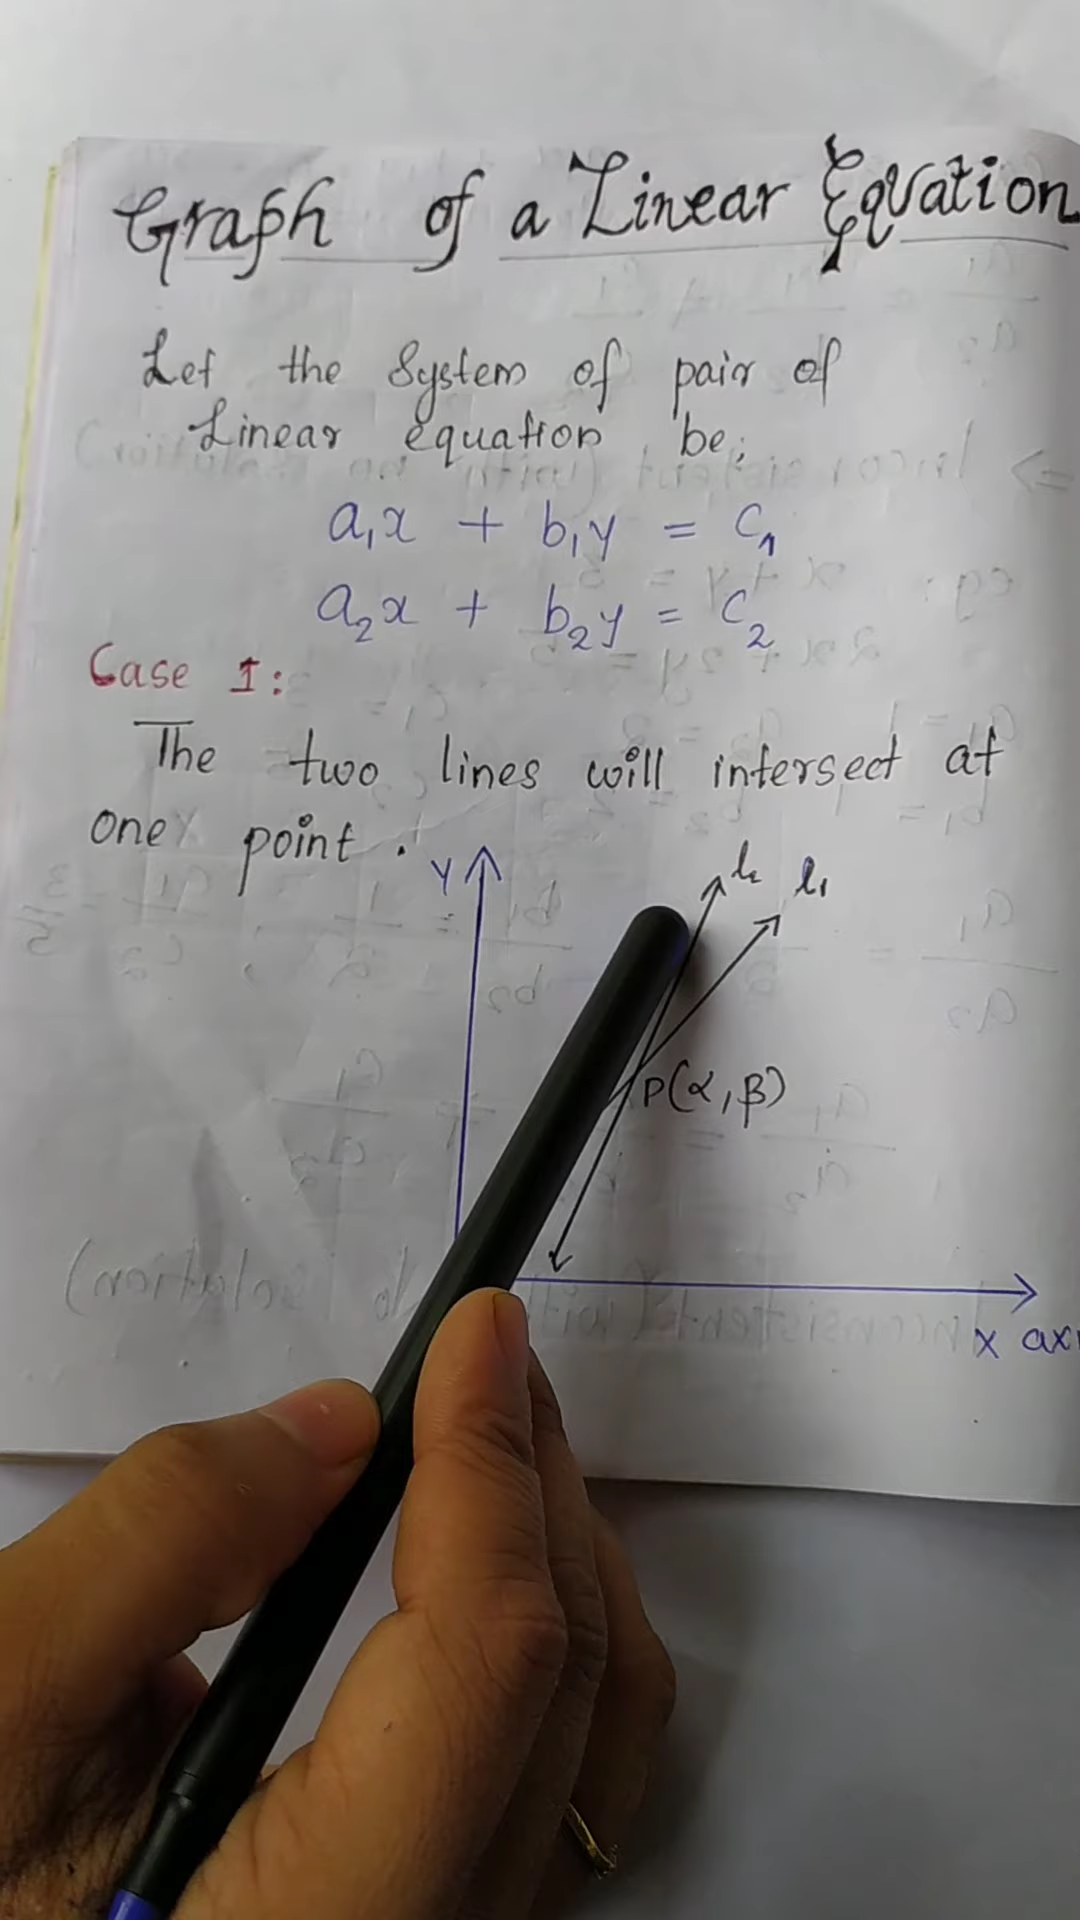 Graph of a Linear Equation
Let the System of pair of
Linear equation be,
a₁x + b₁y = c₁
a₂x + b₂y = c₂
Case I:
The two lines will intersect at
one point.
Y
l₂ l₁
P(α, β)
x